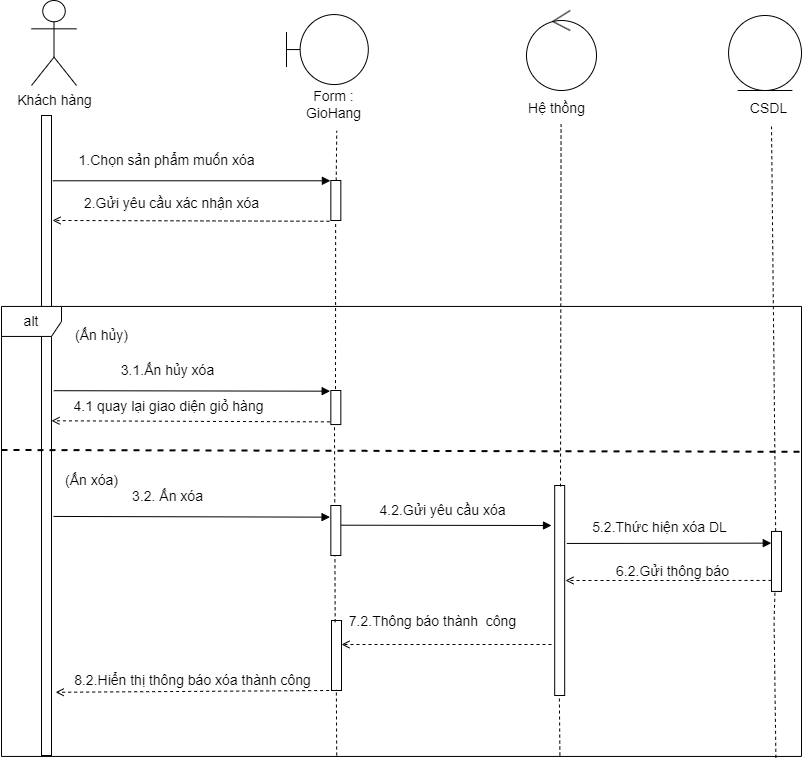 Khách hàng
Form :
GioHang
Hệ thồng
CSDL
1.Chọn sản phẩm muốn xóa
2.Gửi yêu cầu xác nhận xóa
alt
(Ấn hủy)
3.1.Ấn hủy xóa
4.1 quay lại giao diện giỏ hàng
(Ấn xóa)
3.2. Ấn xóa
4.2.Gửi yêu cầu xóa
5.2.Thức hiện xóa DL
6.2.Gửi thông báo
7.2.Thông báo thành  công
8.2.Hiển thị thông báo xóa thành công